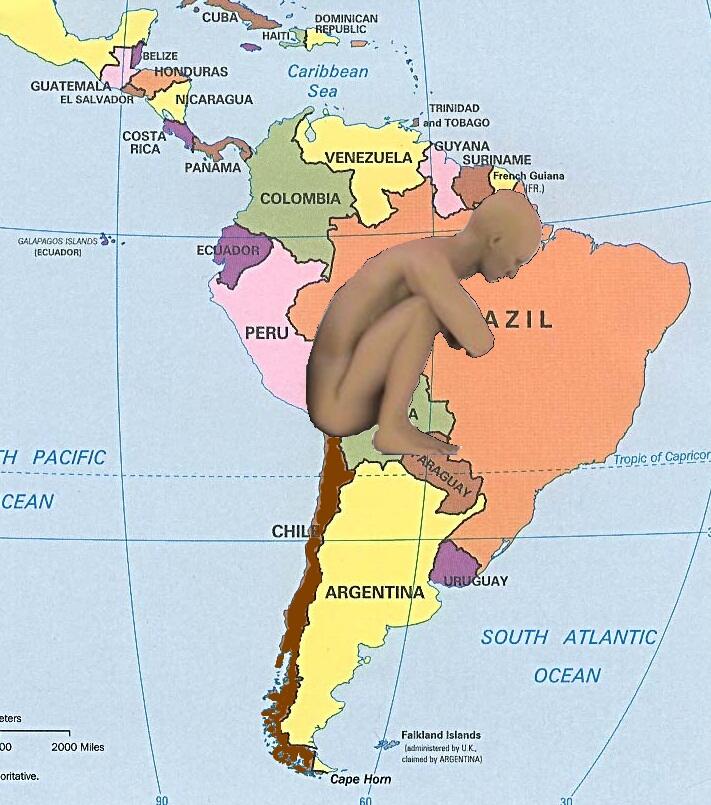 CUBA
DOMINICAN
REPUBLIC
HAITI
BELIZE
Caribbean
Sea
HONDURAS
GUATEMALA
EL SALVADOR
NICARAGUA
TRINIDAD
and TOBAGO
COSTA
RICA
PANAMA
VENEZUELA
GUYANA
SURINAME
French Guiana
(FR.)
COLOMBIA
GALAPAGOS ISLANDS
(ECUADOR)
ECUADOR
AZIL
PERU
A
TH PACIFIC
CEAN
Tropic of Capricor
ARAGUAY
CHILE
ARGENTINA
URUGUAY
SOUTH ATLANTIC
OCEAN
eters
00 2000 Miles
oritative.
Falkland Islands
(administered by U.K.,
claimed by ARGENTINA)
Cape Horn
90 60 30